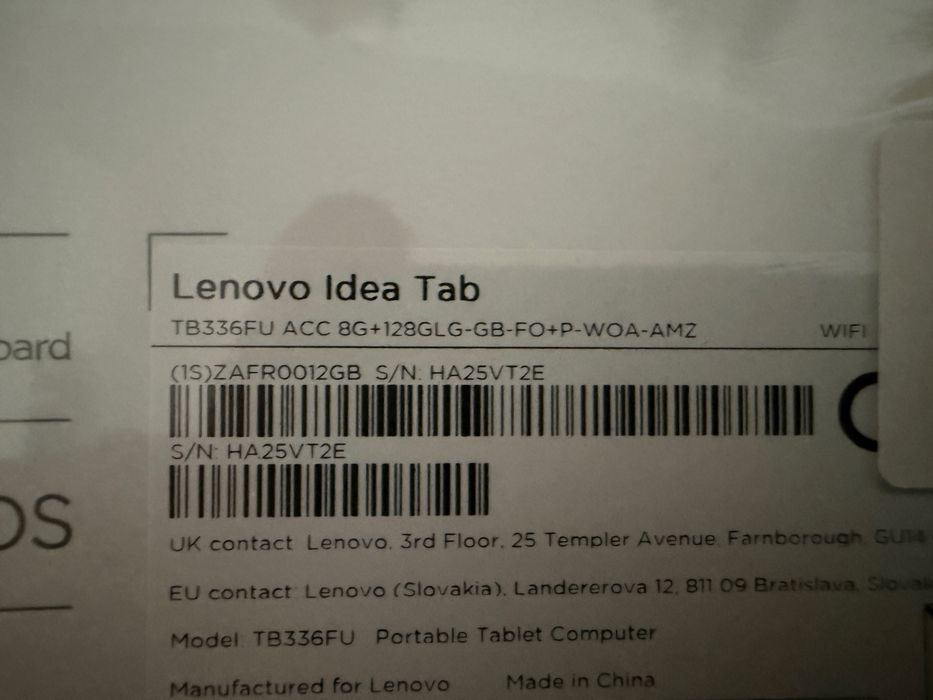 Lenovo Idea Tab
TB336FU ACC 8G+128GLG-GB-FO+P-WOA-AMZ WIFI
(1S)ZAFR0012GB S/N: HA25VT2E
S/N: HA25VT2E
UK contact Lenovo, 3rd Floor, 25 Templer Avenue, Farnborough, GU14
EU contact Lenovo (Slovakia), Landererova 12, 811 09 Bratislava,
Model TB336FU Portable Tablet Computer
Manufactured for Lenovo Made in China
oard
OS